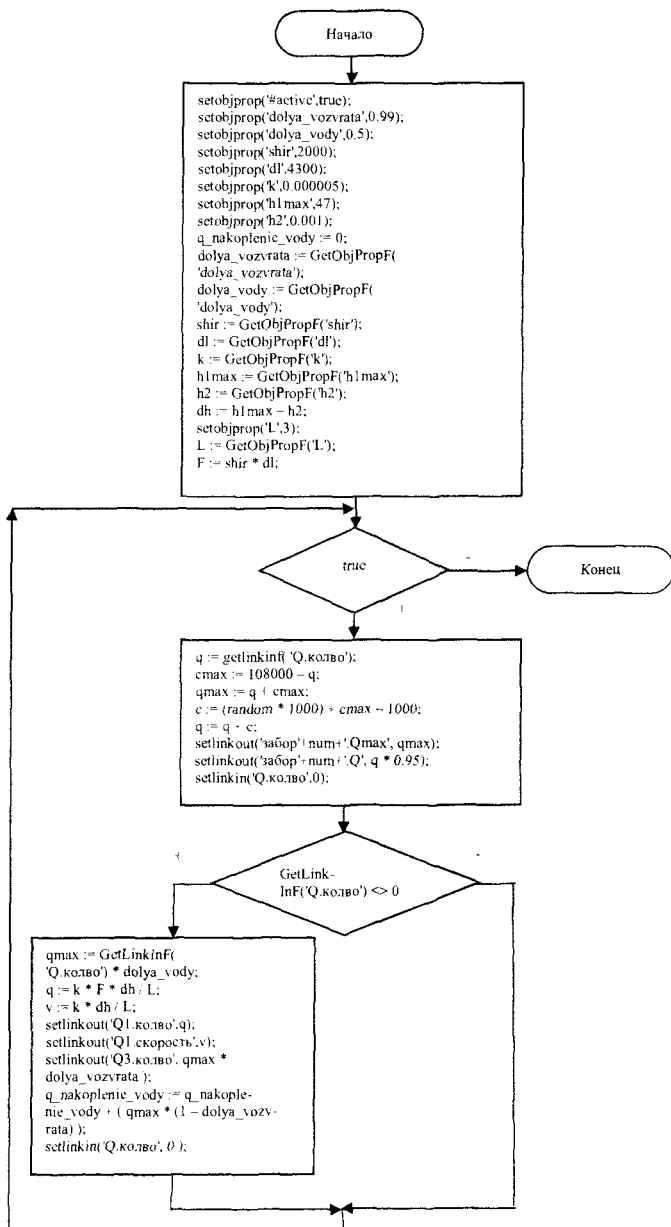 Начало
setobjprop('#active',true);
setobjprop('dolya_vozvrata',0.99);
setobjprop('dolya_vody',0.5);
setobjprop('shir',2000);
setobjprop('dl',4300);
setobjprop('k',0.000005);
setobjprop('h1max',47);
setobjprop('h2',0.001);
q_nakoplenie_vody := 0;
dolya_vozvrata := GetObjPropF(
'dolya_vozvrata');
dolya_vody := GetObjPropF(
'dolya_vody');
shir := GetObjPropF('shir');
dl := GetObjPropF('dl');
k := GetObjPropF('k');
h1max := GetObjPropF('h1max');
h2 := GetObjPropF('h2');
dh := h1max – h2;
setobjprop('L',3);
L := GetObjPropF('L');
F := shir * dl;
true
-
Конец
q := getlinkinf( 'Q.колво');
cmax := 108000 – q;
qmax := q + cmax;
c := (random * 1000) + cmax – 1000;
q := q + c;
setlinkout('забор'+num+'.Qmax', qmax);
setlinkout('забор'+num+'.Q', q * 0.95);
setlinkin('Q.колво',0);
+
-
GetLink-
InF('Q.колво') <> 0
qmax := GetLinkInF(
'Q.колво') * dolya_vody;
q := k * F * dh / L;
v := k * dh / L;
setlinkout('Q1.колво',q);
setlinkout('Q1.скорость',v);
setlinkout('Q3.колво', qmax *
dolya_vozvrata );
q_nakoplenie_vody := q_nakople-
nie_vody + ( qmax * (1 – dolya_vozv-
rata) );
setlinkin('Q.колво', 0 );